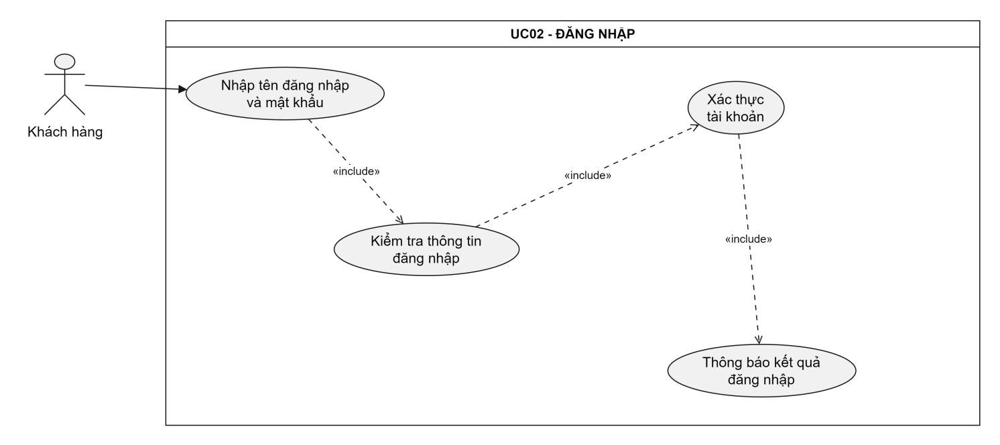 UC02 - ĐĂNG NHẬP
Khách hàng
Nhập tên đăng nhập
và mật khẩu
Xác thực
tài khoản
«include»
«include»
«include»
Kiểm tra thông tin
đăng nhập
Thông báo kết quả
đăng nhập